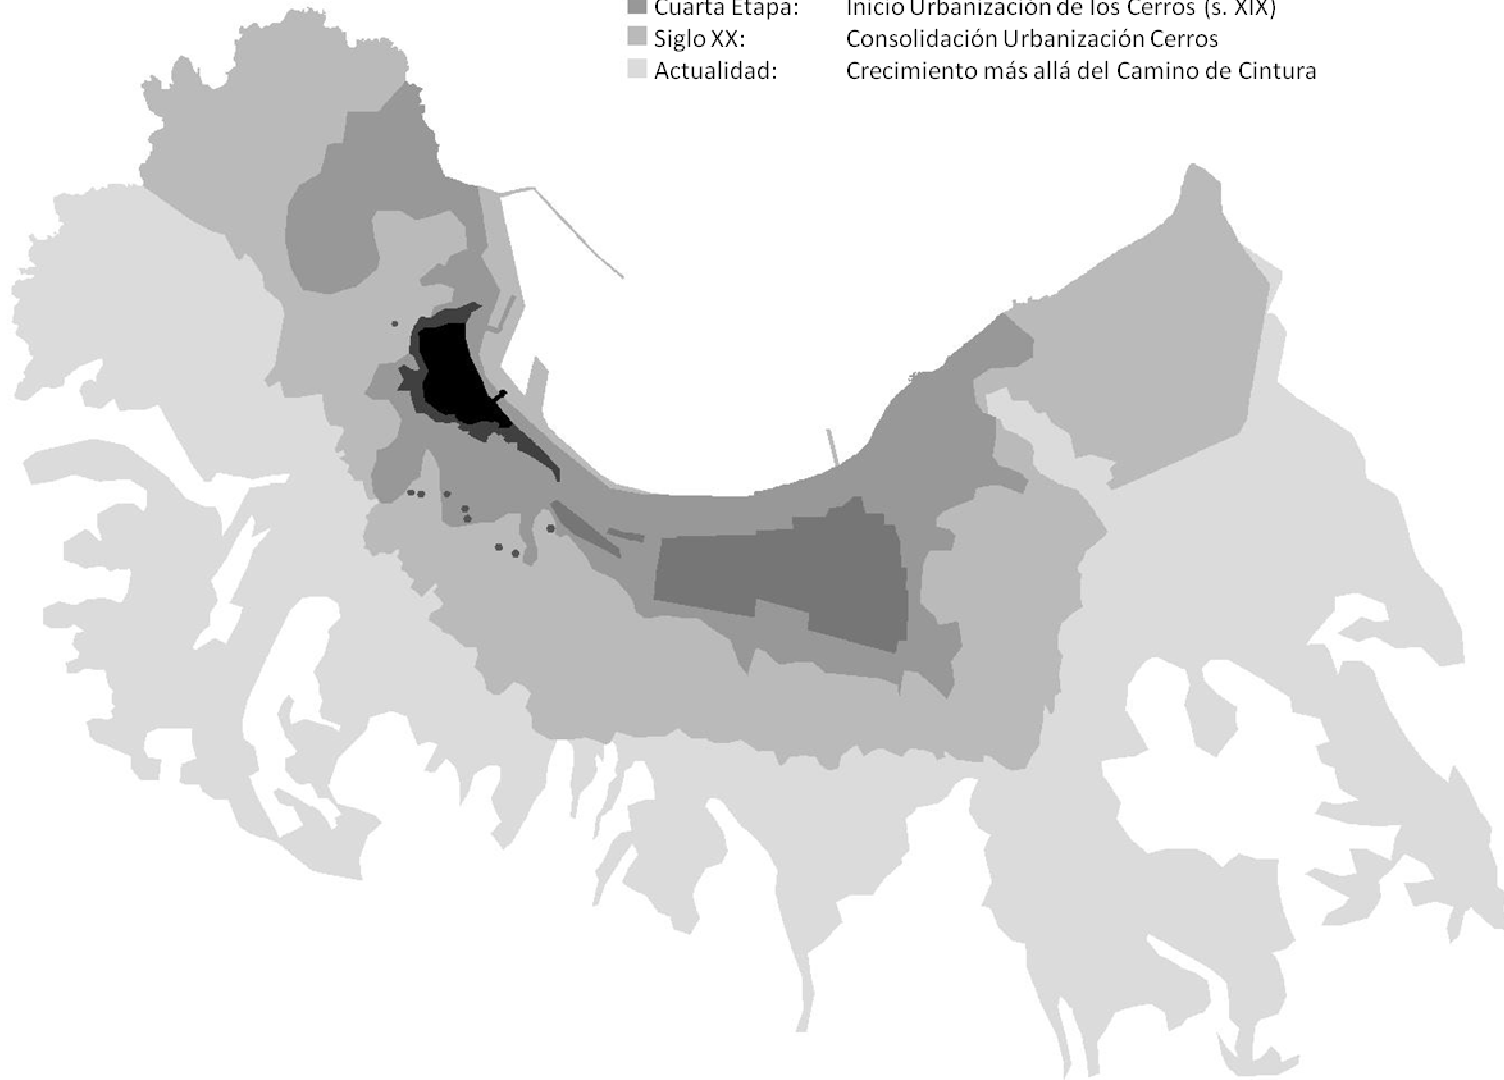 Cuarta Etapa: Inicio Urbanización de los Cerros (s. XIX)
Siglo XX: Consolidación Urbanización Cerros
Actualidad: Crecimiento más allá del Camino de Cintura